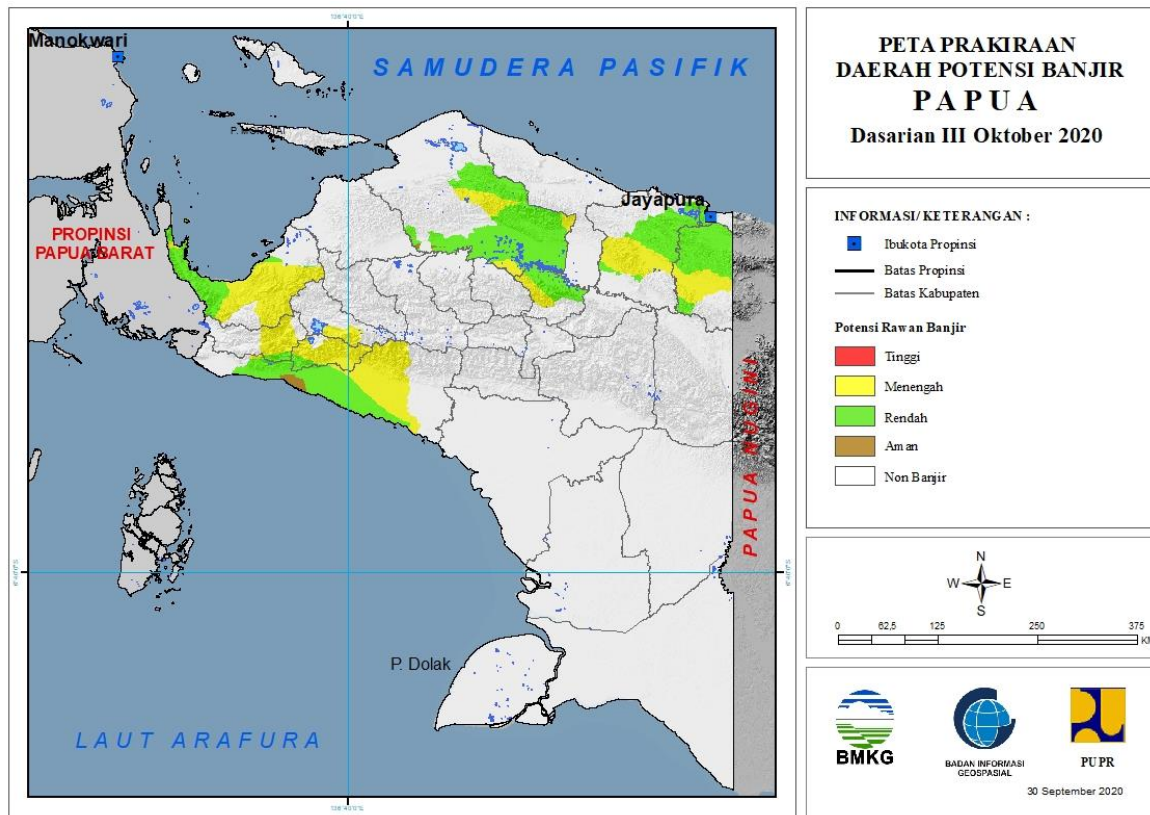 PETA PRAKIRAAN
DAERAH POTENSI BANJIR
PAPUA
Dasarian III Oktober 2020
INFORMASI/ KETERANGAN :
Ibukota Propinsi
Batas Propinsi
Batas Kabupaten
Potensi Rawan Banjir
Tinggi
Menengah
Rendah
Aman
Non Banjir
N
W E
S
0 62,5 125 250 375
KM
BMKG
BADAN INFORMASI
GEOSPASIAL
PUPR
30 September 2020
Manokwari
SAMUDERA PASIFIK
Jayapura
PROPINSI
PAPUA BARAT
PAPUA NUGINI
P. Dolak
LAUT ARAFURA